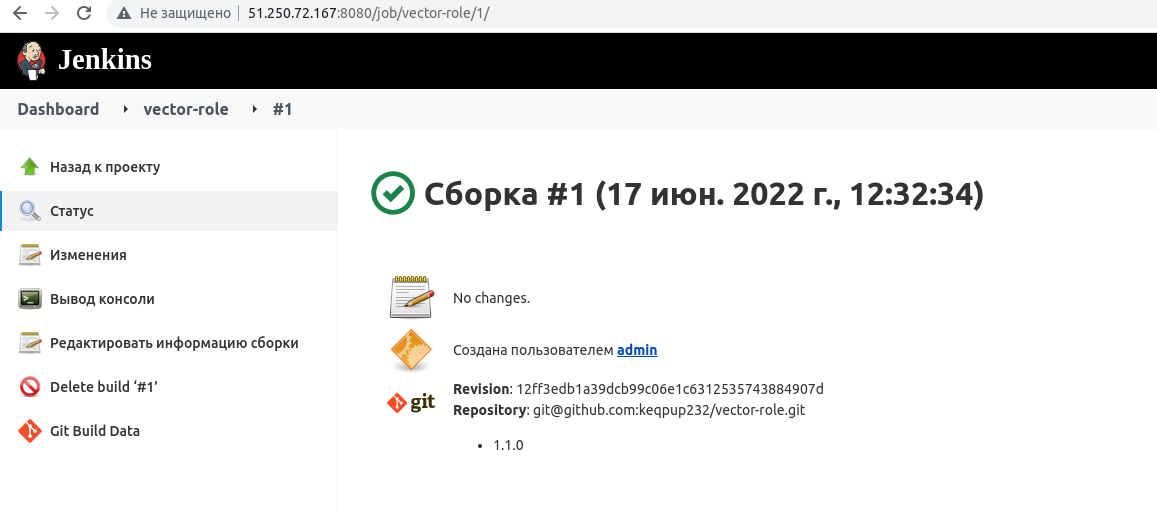 Не защищено 51.250.72.167:8080/job/vector-role/1/
Jenkins
Dashboard vector-role #1
Назад к проекту
Статус
Изменения
Вывод консоли
Редактировать информацию сборки
Delete build ‘#1’
Git Build Data
Сборка #1 (17 июн. 2022 г., 12:32:34)
No changes.
Создана пользователем admin
git
Revision: 12ff3edb1a39dcb99c06e1c6312535743884907d
Repository: git@github.com:keqpup232/vector-role.git
• 1.1.0